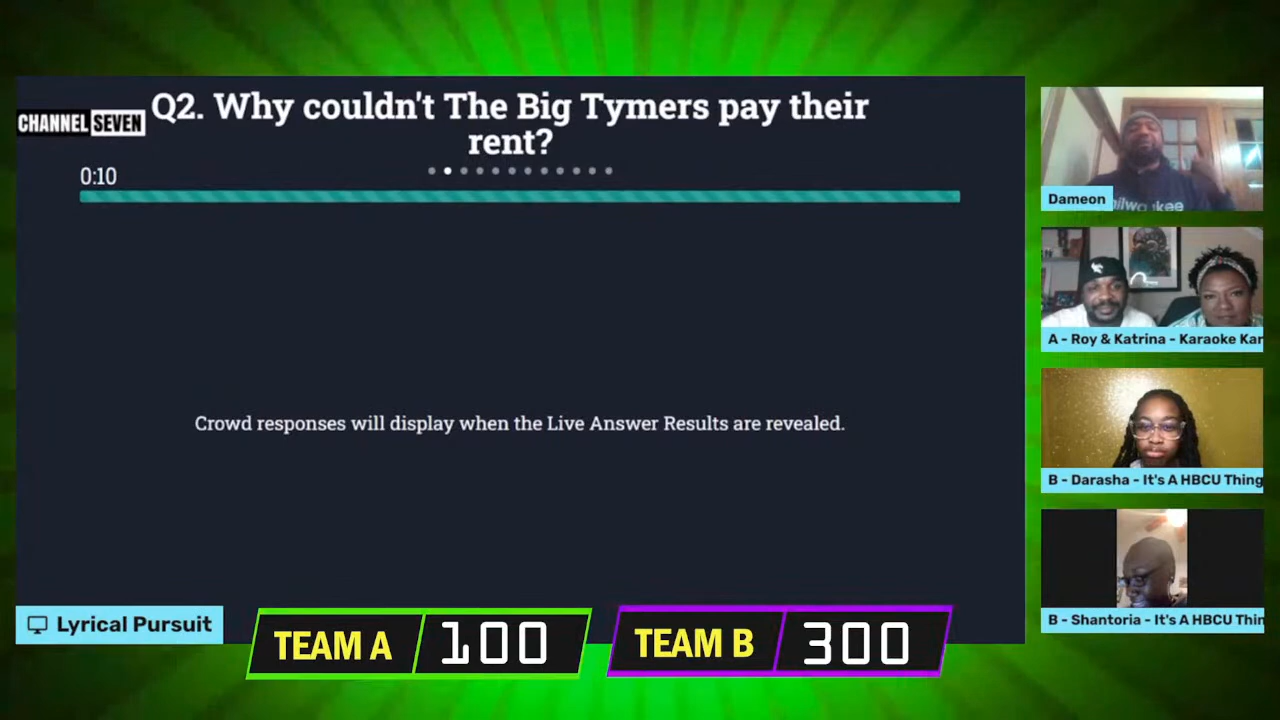 CHANNEL SEVEN
Q2. Why couldn't The Big Tymers pay their
rent?
0:10
Crowd responses will display when the Live Answer Results are revealed.
Lyrical Pursuit
TEAM A 100
TEAM B 300
Dameon
A - Roy & Katrina - Karaoke Kar
B - Darasha - It's A HBCU Thing
B - Shantoria - It's A HBCU Thin